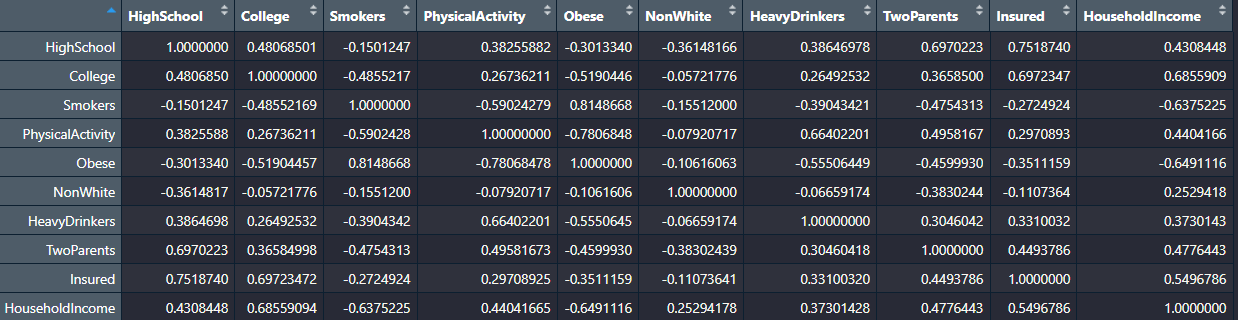 HighSchool College Smokers PhysicalActivity Obese NonWhite HeavyDrinkers TwoParents Insured HouseholdIncome
HighSchool 1.0000000 0.48068501 -0.1501247 0.38255882 -0.3013340 -0.36148166 0.38646978 0.6970223 0.7518740 0.4308448
College 0.4806850 1.00000000 -0.4855217 0.26736211 -0.5190446 -0.05721776 0.26492532 0.3658500 0.6972347 0.6855909
Smokers -0.1501247 -0.48552169 1.0000000 -0.59024279 0.8148668 -0.15512000 -0.39043421 -0.4754313 -0.2724924 -0.6375225
PhysicalActivity 0.3825588 0.26736211 -0.5902428 1.00000000 -0.7806848 -0.07920717 0.66402201 0.4958167 0.2970893 0.4404166
Obese -0.3013340 -0.51904457 0.8148668 -0.78068478 1.0000000 -0.10616063 -0.55506449 -0.4599930 -0.3511159 -0.6491116
NonWhite -0.3614817 -0.05721776 -0.1551200 -0.07920717 -0.1061606 1.00000000 -0.06659174 -0.3830244 -0.1107364 0.2529418
HeavyDrinkers 0.3864698 0.26492532 -0.3904342 0.66402201 -0.5550645 -0.06659174 1.00000000 0.3046042 0.3310032 0.3730143
TwoParents 0.6970223 0.36584998 -0.4754313 0.49581673 -0.4599930 -0.38302439 0.30460418 1.0000000 0.4493786 0.4776443
Insured 0.7518740 0.69723472 -0.2724924 0.29708925 -0.3511159 -0.11073641 0.33100320 0.4493786 1.0000000 0.5496786
HouseholdIncome 0.4308448 0.68559094 -0.6375225 0.44041665 -0.6491116 0.25294178 0.37301428 0.4776443 0.5496786 1.0000000